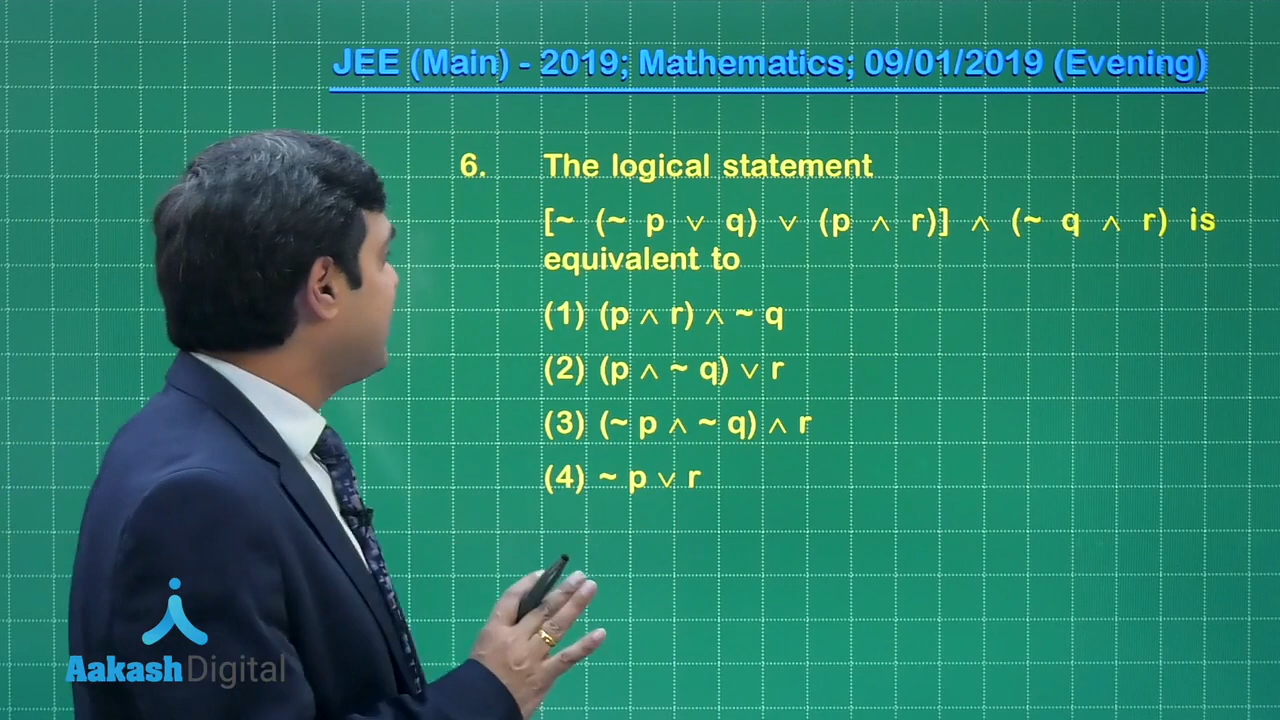 JEE (Main) - 2019; Mathematics; 09/01/2019 (Evening)
6. The logical statement
[~ (~ p ∨ q) ∨ (p ∧ r)] ∧ (~ q ∧ r) is
equivalent to
(1) (p ∧ r) ∧ ~ q
(2) (p ∧ ~ q) ∨ r
(3) (~ p ∧ ~ q) ∧ r
(4) ~ p ∨ r
Aakash Digital